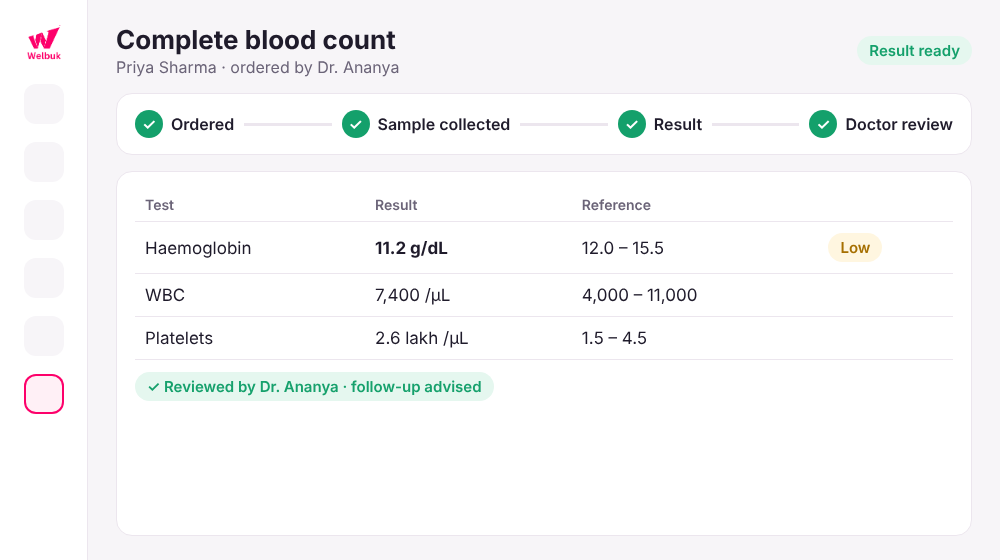 Welbuk
Complete blood count
Priya Sharma · ordered by Dr. Ananya
Result ready
Ordered
Sample collected
Result
Doctor review
Test Result Reference
Haemoglobin 11.2 g/dL 12.0 – 15.5 Low
WBC 7,400 /µL 4,000 – 11,000
Platelets 2.6 lakh /µL 1.5 – 4.5
✓ Reviewed by Dr. Ananya · follow-up advised